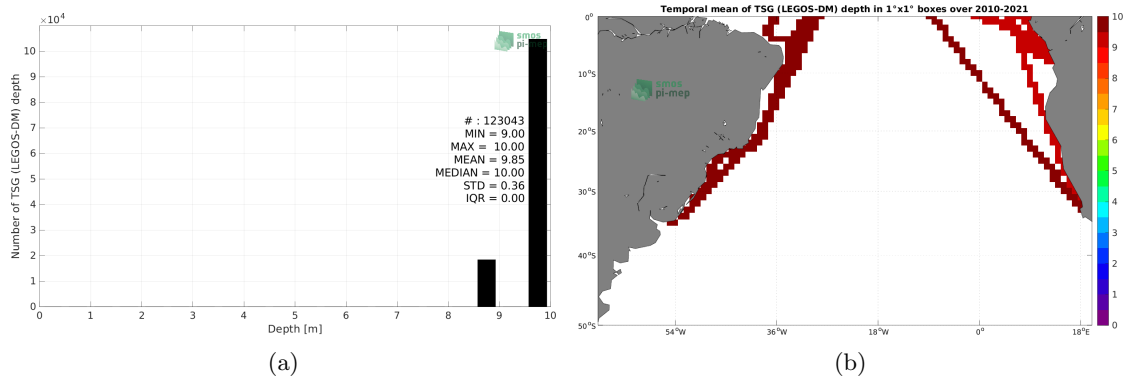 ×10⁴
10
9
8
7
6
5
4
3
2
1
0
Number of TSG (LEGOS-DM) depth
smos
pi-mep
# : 123043
MIN = 9.00
MAX = 10.00
MEAN = 9.85
MEDIAN = 10.00
STD = 0.36
IQR = 0.00
0 1 2 3 4 5 6 7 8 9 10
Depth [m]
(a)
Temporal mean of TSG (LEGOS-DM) depth in 1°x1° boxes over 2010-2021
0°
10°S
20°S
30°S
40°S
50°S
smos
pi-mep
54°W 36°W 18°W 0° 18°E
10
9
8
7
6
5
4
3
2
1
0
(b)